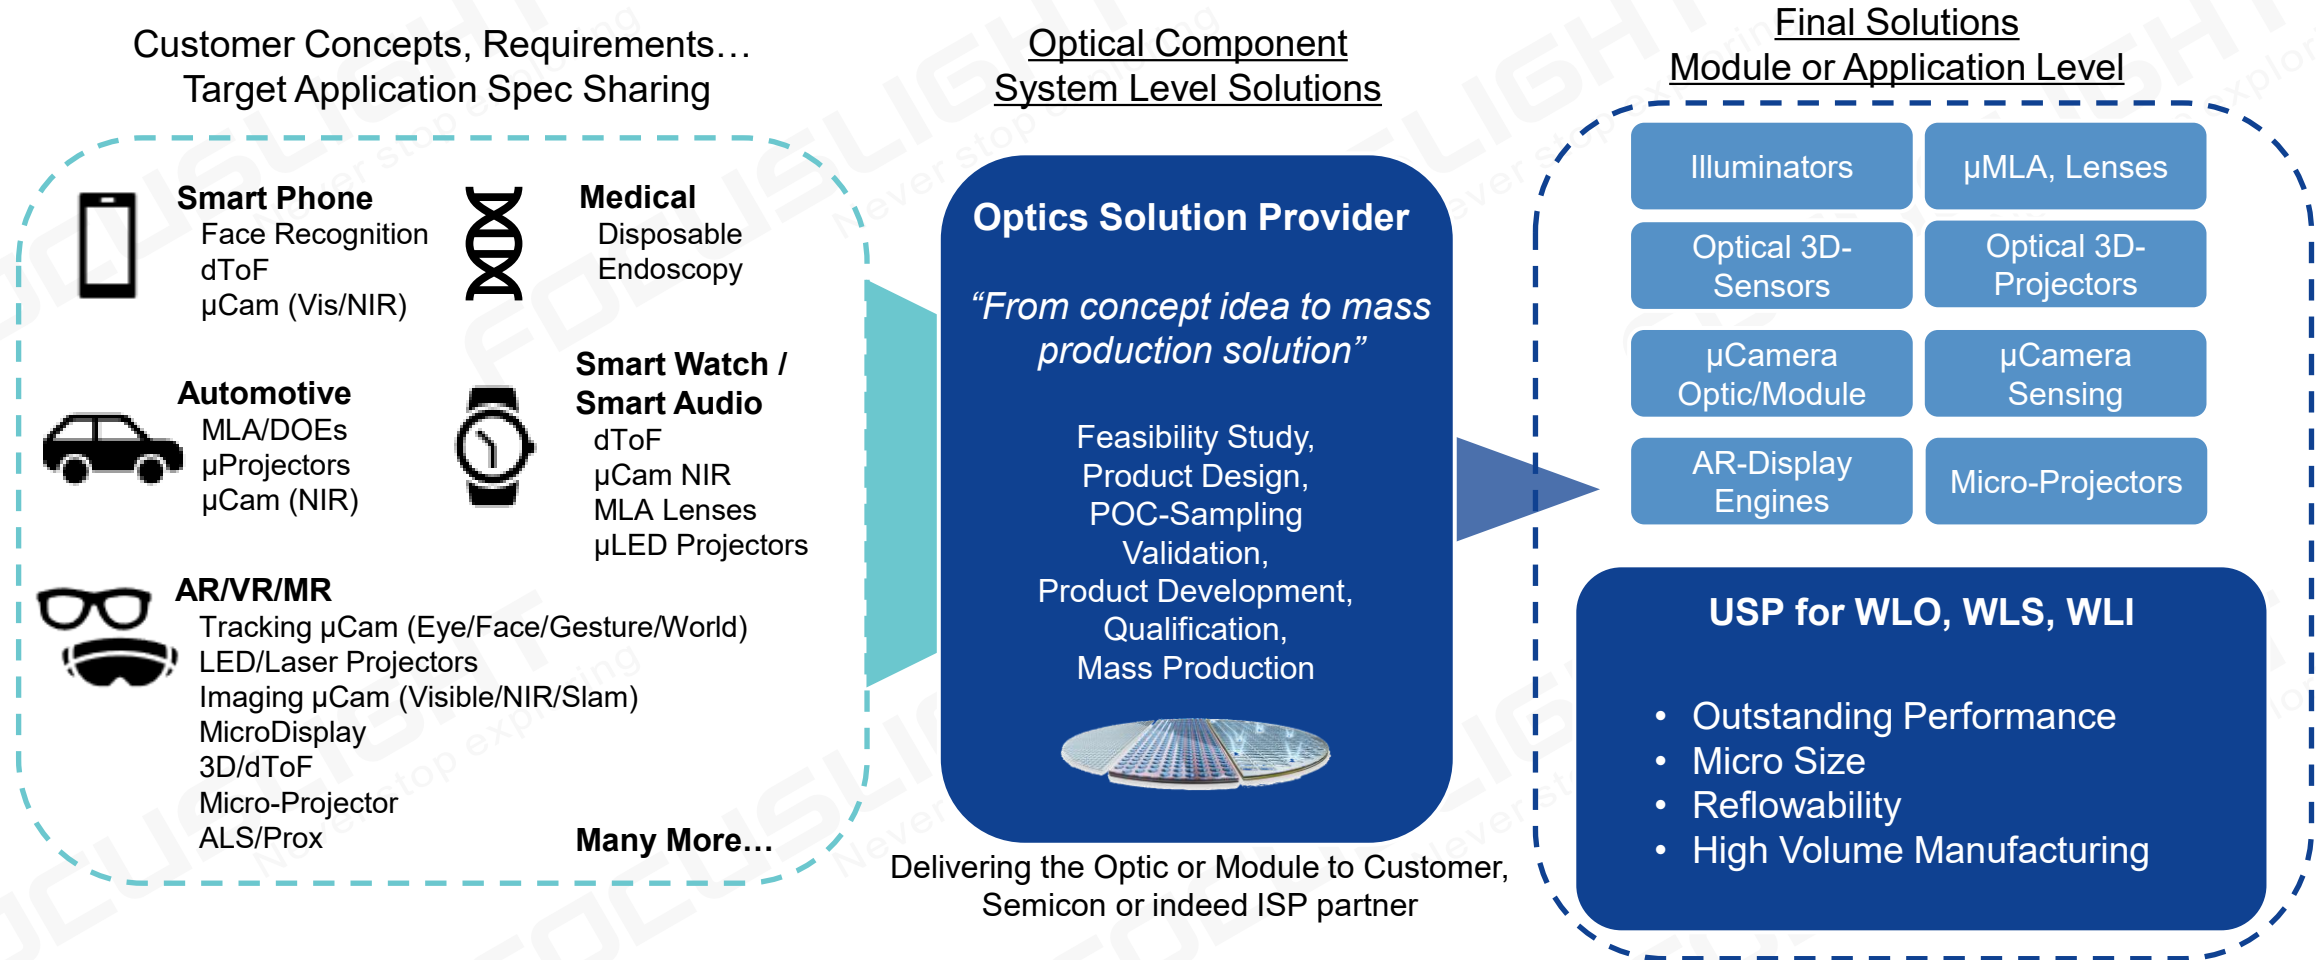 Customer Concepts, Requirements…
Target Application Spec Sharing
Smart Phone
Face Recognition
dToF
µCam (Vis/NIR)
Medical
Disposable
Endoscopy
Automotive
MLA/DOEs
µProjectors
µCam (NIR)
Smart Watch /
Smart Audio
dToF
µCam NIR
MLA Lenses
µLED Projectors
AR/VR/MR
Tracking µCam (Eye/Face/Gesture/World)
LED/Laser Projectors
Imaging µCam (Visible/NIR/Slam)
MicroDisplay
3D/dToF
Micro-Projector
ALS/Prox
Many More…
Optical Component
System Level Solutions
Optics Solution Provider
“From concept idea to mass
production solution”
Feasibility Study,
Product Design,
POC-Sampling
Validation,
Product Development,
Qualification,
Mass Production
Delivering the Optic or Module to Customer,
Semicon or indeed ISP partner
Final Solutions
Module or Application Level
Illuminators
µMLA, Lenses
Optical 3D-
Sensors
Optical 3D-
Projectors
µCamera
Optic/Module
µCamera
Sensing
AR-Display
Engines
Micro-Projectors
USP for WLO, WLS, WLI
• Outstanding Performance
• Micro Size
• Reflowability
• High Volume Manufacturing
FOCUSLIGHT
Never stop exploring